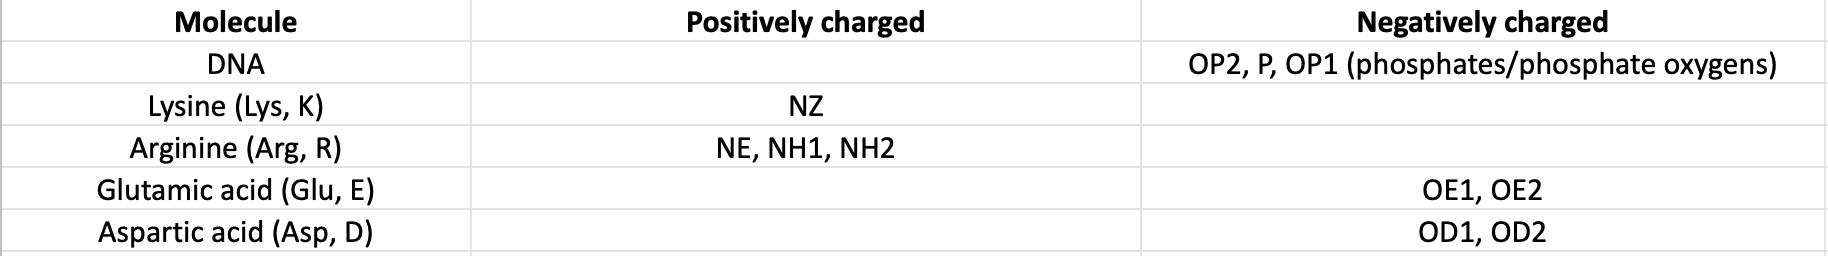 Molecule Positively charged Negatively charged
DNA OP2, P, OP1 (phosphates/phosphate oxygens)
Lysine (Lys, K) NZ
Arginine (Arg, R) NE, NH1, NH2
Glutamic acid (Glu, E) OE1, OE2
Aspartic acid (Asp, D) OD1, OD2